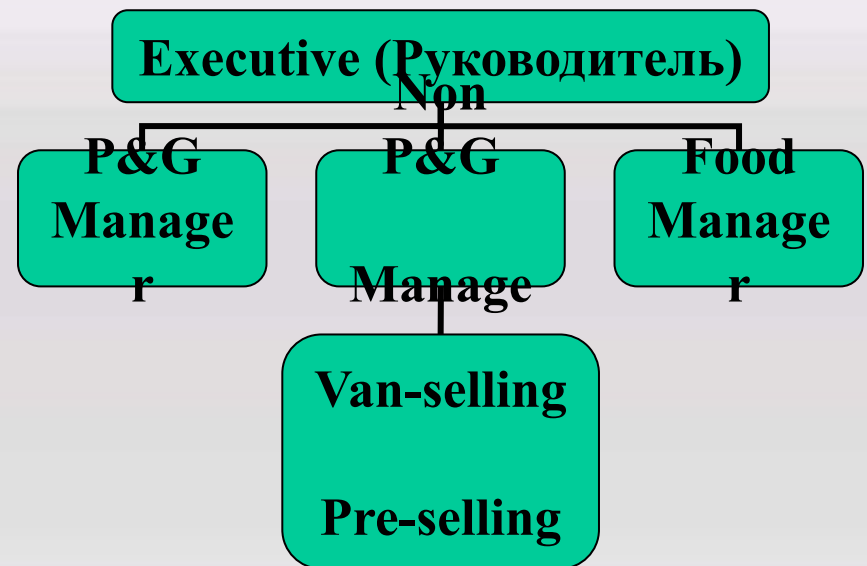 Executive (Руководитель)
P&G
Manage
r
Non
P&G
Manage
Food
Manage
r
Van-selling
Pre-selling